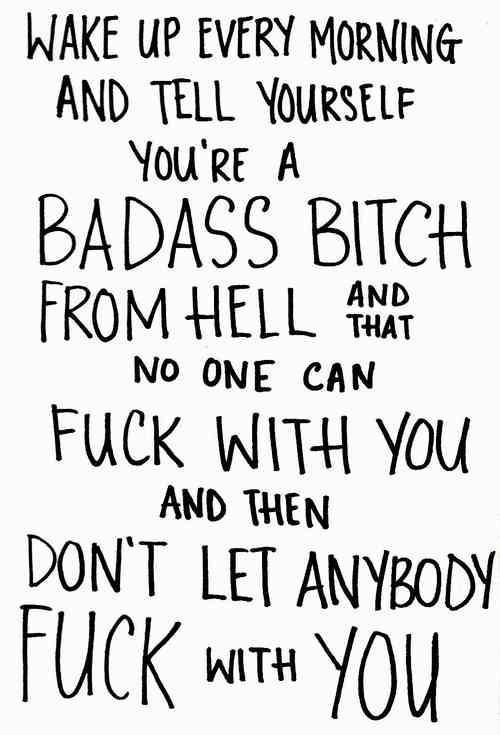 WAKE UP EVERY MORNING
AND TELL YOURSELF
YOU'RE A
BADASS BITCH
FROM HELL AND THAT
NO ONE CAN
FUCK WITH YOU
AND THEN
DON'T LET ANYBODY
FUCK WITH YOU